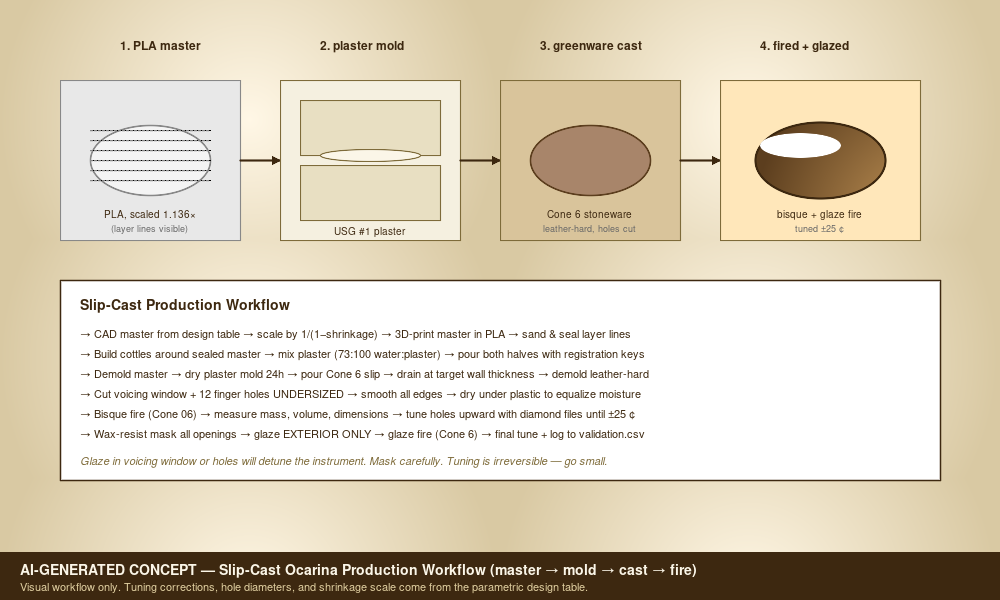 1. PLA master
2. plaster mold
3. greenware cast
4. fired + glazed
PLA, scaled 1.136×
(layer lines visible)
USG #1 plaster
Cone 6 stoneware
leather-hard, holes cut
bisque + glaze fire
tuned ±25 ¢
Slip-Cast Production Workflow
→ CAD master from design table → scale by 1/(1−shrinkage) → 3D-print master in PLA → sand & seal layer lines
→ Build cottles around sealed master → mix plaster (73:100 water:plaster) → pour both halves with registration keys
→ Demold master → dry plaster mold 24h → pour Cone 6 slip → drain at target wall thickness → demold leather-hard
→ Cut voicing window + 12 finger holes UNDERSIZED → smooth all edges → dry under plastic to equalize moisture
→ Bisque fire (Cone 06) → measure mass, volume, dimensions → tune holes upward with diamond files until ±25 ¢
→ Wax-resist mask all openings → glaze EXTERIOR ONLY → glaze fire (Cone 6) → final tune + log to validation.csv
Glaze in voicing window or holes will detune the instrument. Mask carefully. Tuning is irreversible — go small.
AI-GENERATED CONCEPT — Slip-Cast Ocarina Production Workflow (master → mold → cast → fire)
Visual workflow only. Tuning corrections, hole diameters, and shrinkage scale come from the parametric design table.